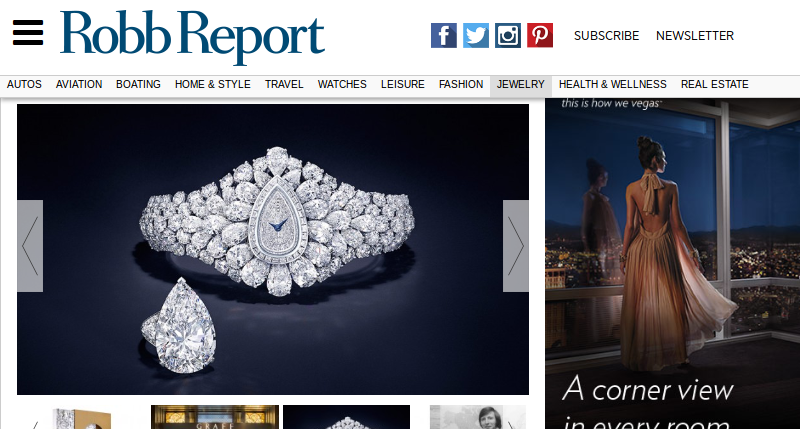 Robb Report
SUBSCRIBE NEWSLETTER
AUTOS AVIATION BOATING HOME & STYLE TRAVEL WATCHES LEISURE FASHION JEWELRY HEALTH & WELLNESS REAL ESTATE
this is how we vegas
GRAFF
A corner view
in every room